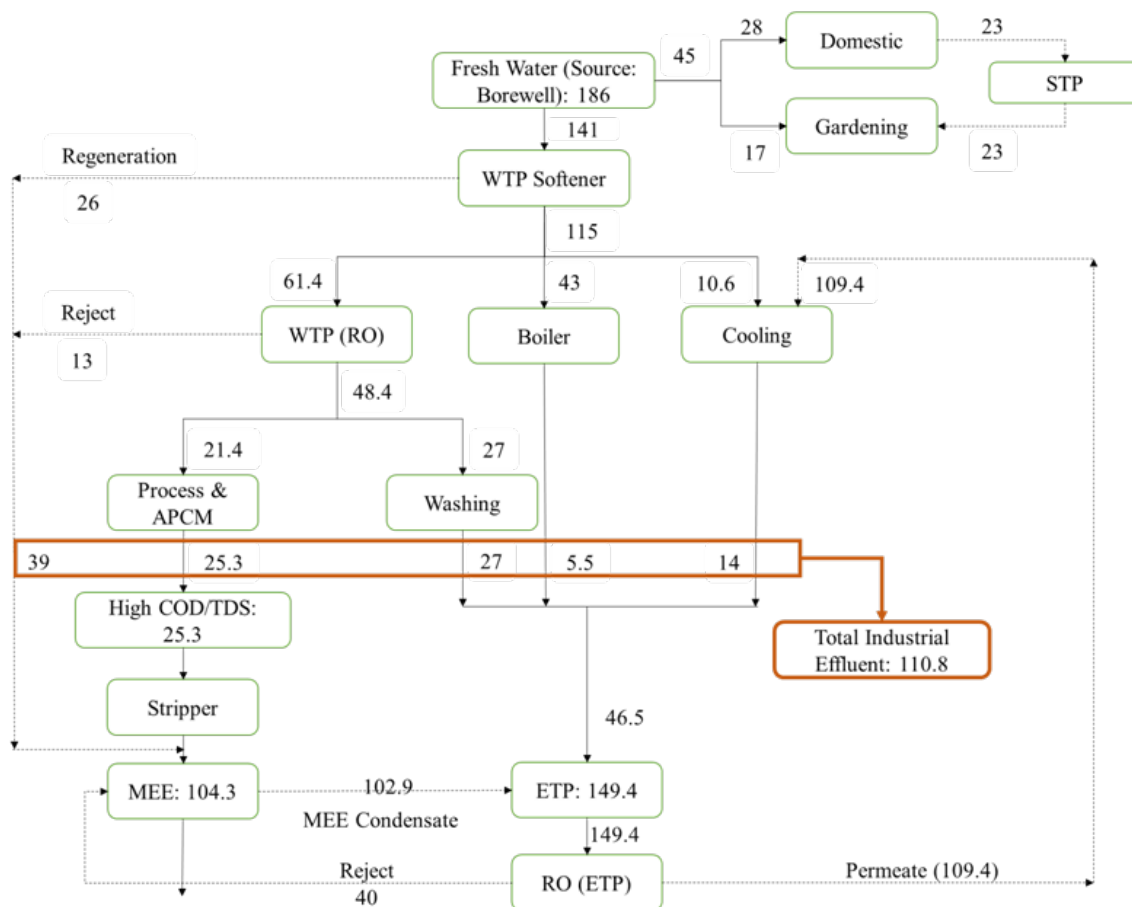 28
Domestic
23
45
Fresh Water (Source:
Borewell): 186
STP
141
Gardening
17
23
Regeneration
26
WTP Softener
115
61.4
43
10.6
109.4
Reject
13
WTP (RO)
Boiler
Cooling
48.4
21.4
27
Process &
APCM
Washing
39
25.3
27
5.5
14
High COD/TDS:
25.3
Total Industrial
Effluent: 110.8
Stripper
46.5
MEE: 104.3
102.9
MEE Condensate
ETP: 149.4
149.4
Reject
40
RO (ETP)
Permeate (109.4)